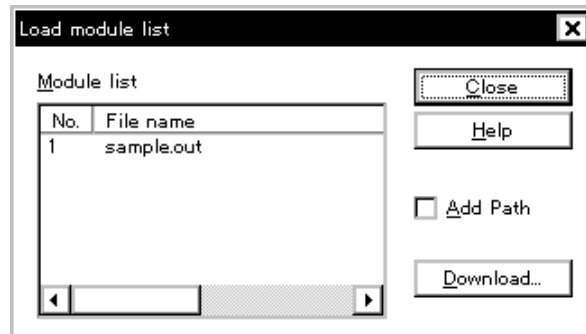 Load module list
Module list
No. File name
1 sample.out
Close
Help
Add Path
Download...